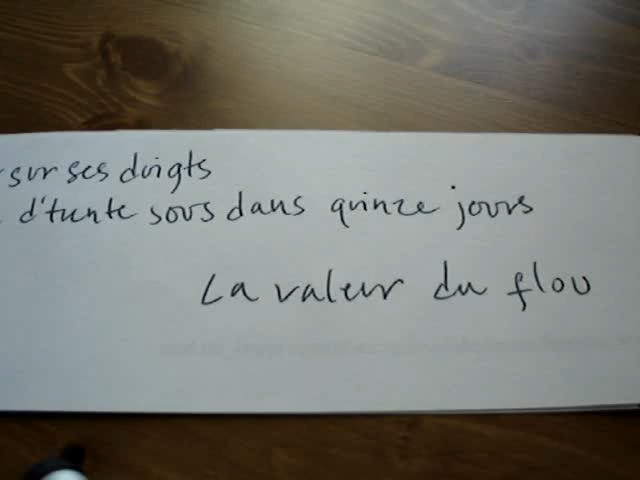 sur ses doigts
d'trente sous dans quinze jours
La valeur du flou